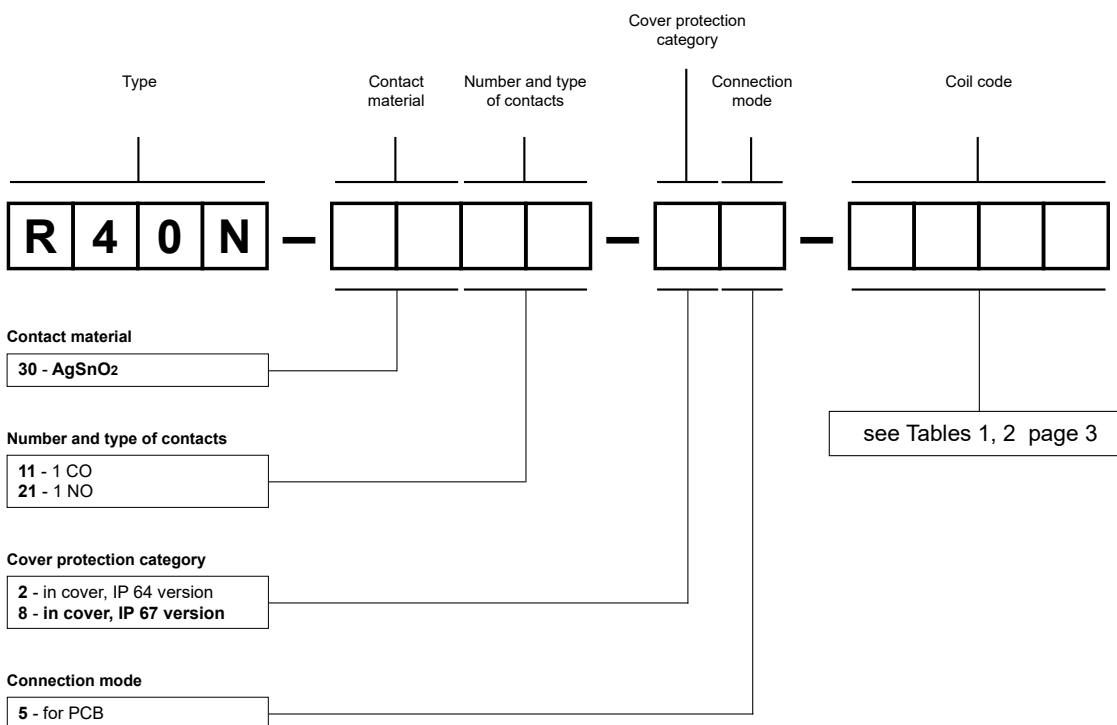 Cover protection
category
Type
Contact
material
Number and type
of contacts
Connection
mode
Coil code
R 4 0 N – – –
Contact material
30 - AgSnO2
see Tables 1, 2 page 3
Number and type of contacts
11 - 1 CO
21 - 1 NO
Cover protection category
2 - in cover, IP 64 version
8 - in cover, IP 67 version
Connection mode
5 - for PCB